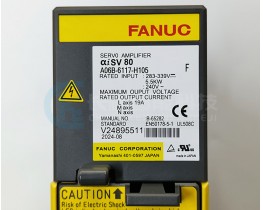 FANUC
SERVO AMPLIFIER
αiSV 80
A06B-6117-H105
F
RATED INPUT 283-339V
5.5kW
MAXIMUM OUTPUT VOLTAGE 240V~
RATED OUTPUT CURRENT
L axis 19A
M axis
N axis
MANUAL No. B-65282
STANDARD EN50178-5-1 UL508C
V24895511
2024-08
FANUC CORPORATION
Yamanashi 401-0597 JAPAN
CAUTION
Risk of Electric Shock